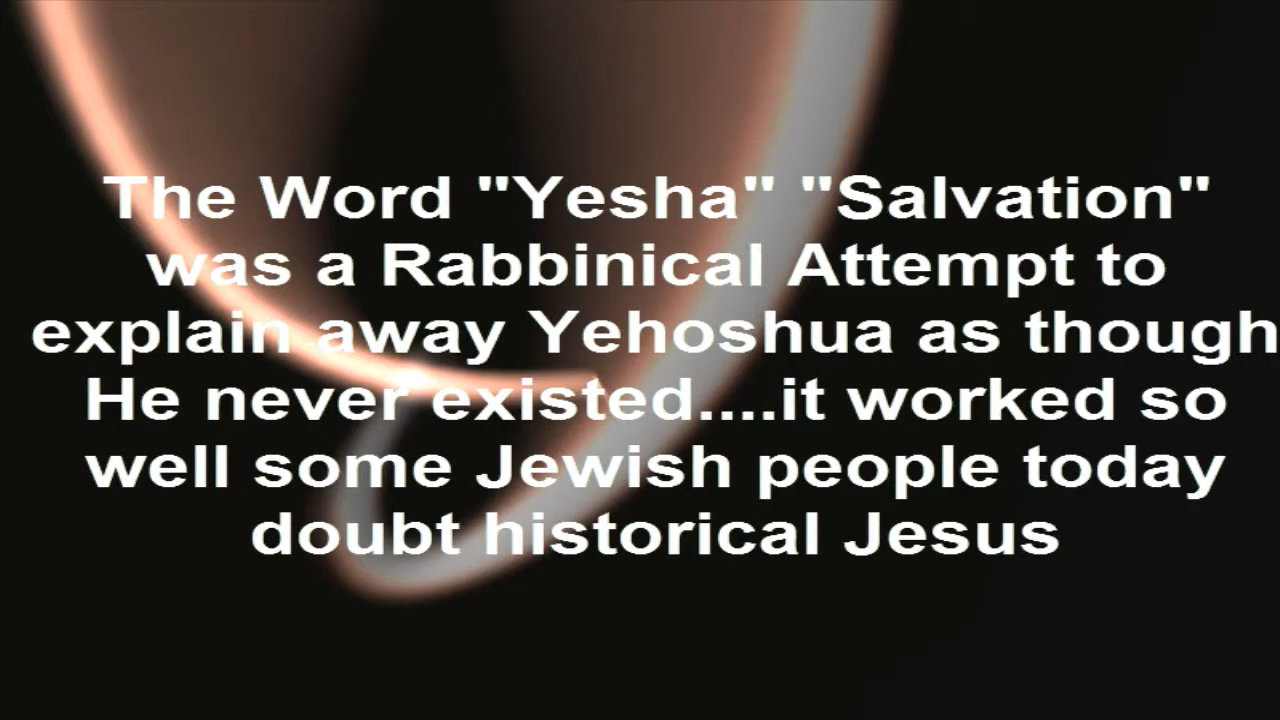 The Word "Yesha" "Salvation"
was a Rabbinical Attempt to
explain away Yehoshua as though
He never existed....it worked so
well some Jewish people today
doubt historical Jesus